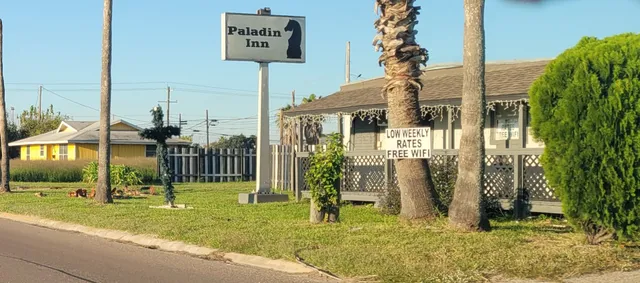 Paladin
Inn
LOW WEEKLY
RATES
FREE WIFI